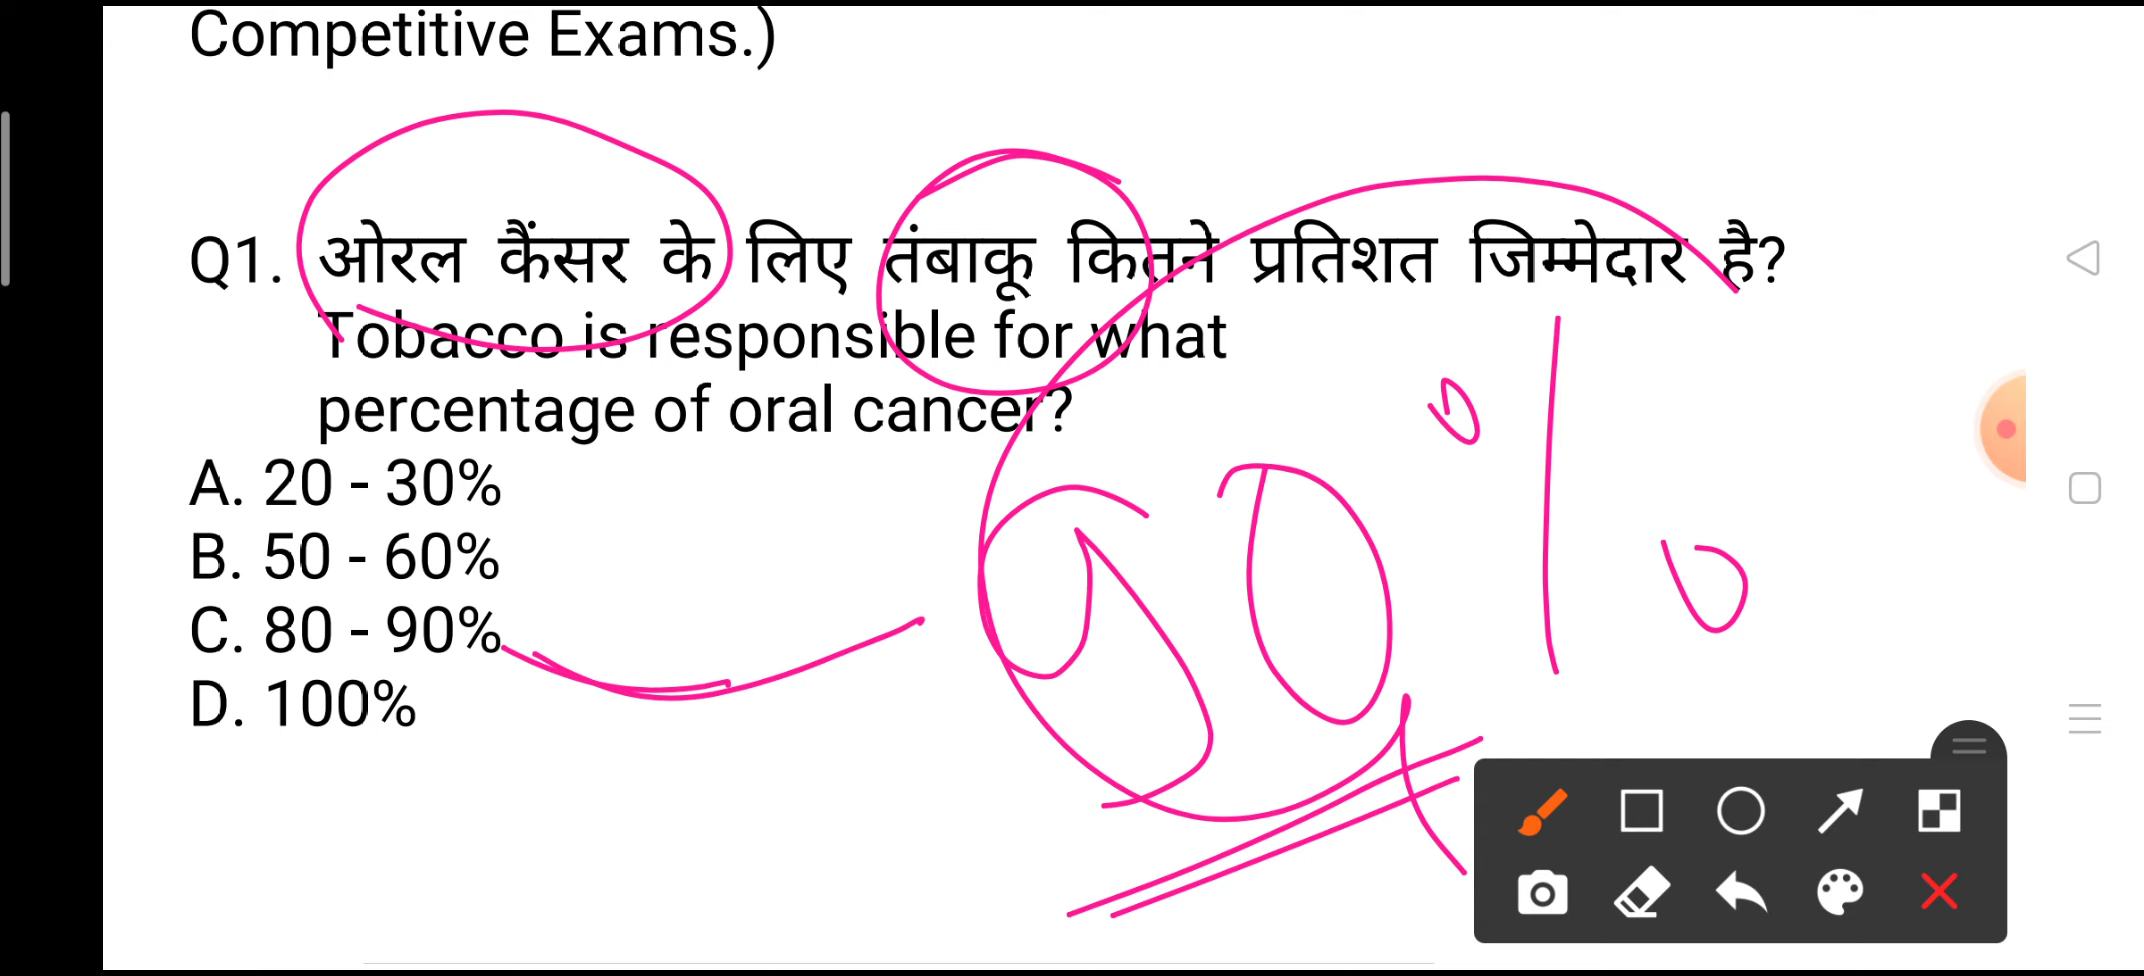 Competitive Exams.)
Q1. ओरल कैंसर के लिए तंबाकू कितने प्रतिशत जिम्मेदार है?
Tobacco is responsible for what
percentage of oral cancer?
A. 20 - 30%
B. 50 - 60%
C. 80 - 90%
D. 100%
90%